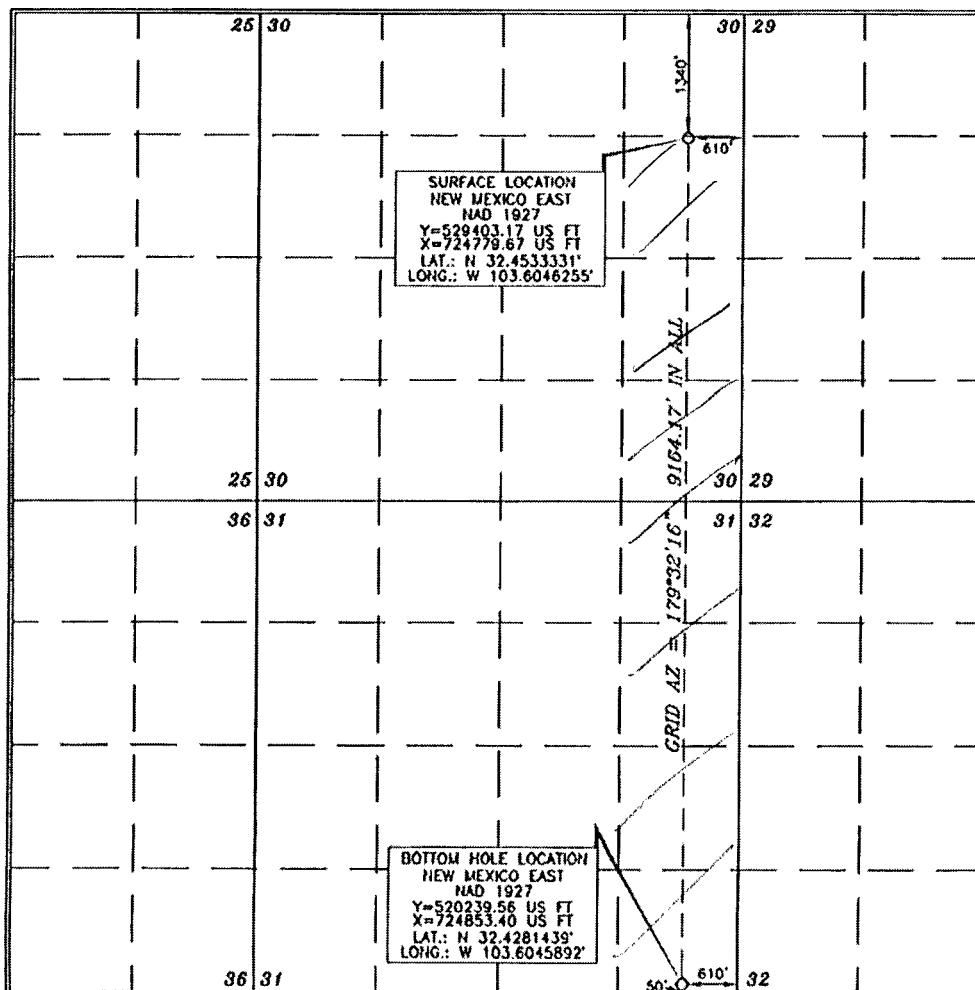 25 30
30 29
1340'
610'
SURFACE LOCATION
NEW MEXICO EAST
NAD 1927
Y=529403.17 US FT
X=724779.67 US FT
LAT.: N 32.4533331°
LONG.: W 103.6046255°
GRID AZ = 179°32'16" 9164.17' IN ALL
25 30
30 29
36 31
31 32
BOTTOM HOLE LOCATION
NEW MEXICO EAST
NAD 1927
Y=520239.56 US FT
X=724853.40 US FT
LAT.: N 32.4281439°
LONG.: W 103.6045892°
36 31
50'
610'
32